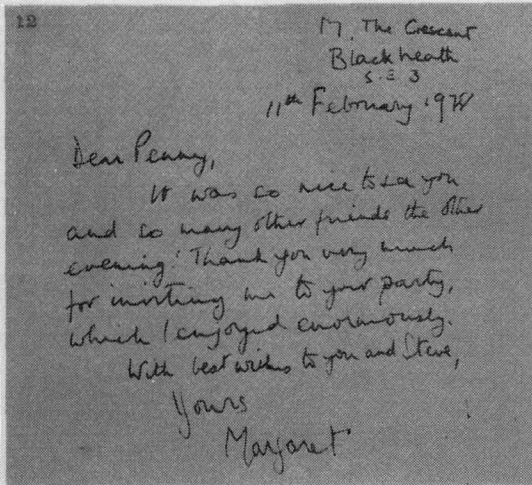 12
M, The Crescent
Blackheath
S.E 3
11th February 1978
Dear Penny,
It was so nice to see you
and so many other friends the other
evening! Thank you very much
for inviting me to your party,
which I enjoyed enormously.
With best wishes to you and Steve,
Yours
Margaret